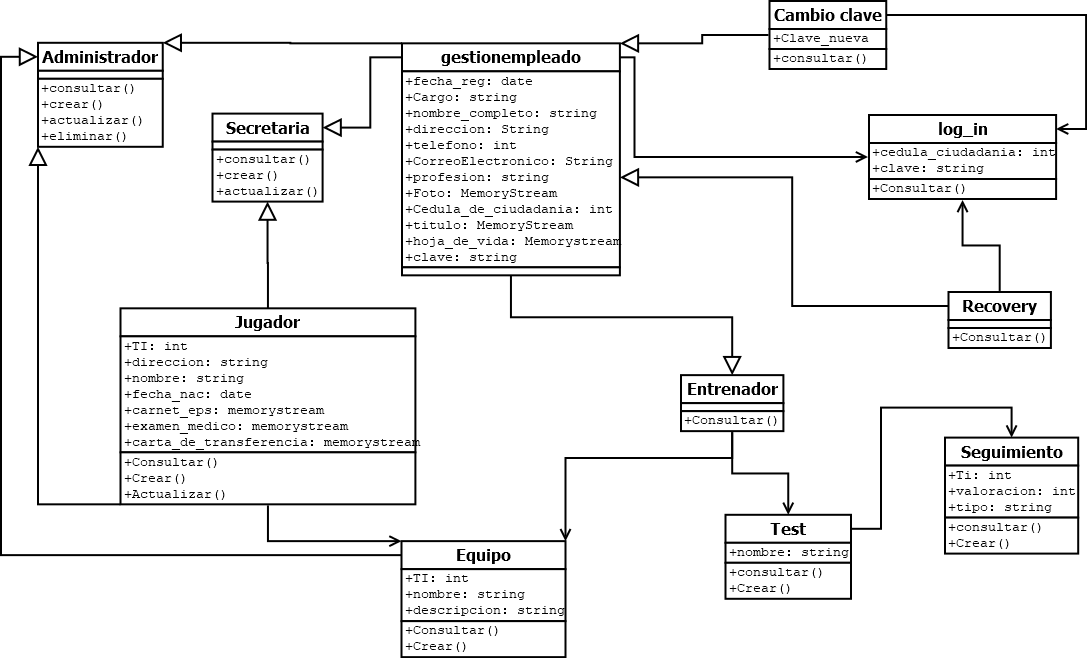 Cambio clave
+Clave_nueva
+consultar()
Administrador
+consultar()
+crear()
+actualizar()
+eliminar()
gestionempleado
+fecha_reg: date
+Cargo: string
+nombre_completo: string
+direccion: String
+telefono: int
+CorreoElectronico: String
+profesion: string
+Foto: MemoryStream
+Cedula_de_ciudadania: int
+titulo: MemoryStream
+hoja_de_vida: Memorystream
+clave: string
Secretaria
+consultar()
+crear()
+actualizar()
log_in
+cedula_ciudadania: int
+clave: string
+Consultar()
Recovery
+Consultar()
Jugador
+TI: int
+direccion: string
+nombre: string
+fecha_nac: date
+carnet_eps: memorystream
+examen_medico: memorystream
+carta_de_transferencia: memorystream
+Consultar()
+Crear()
+Actualizar()
Entrenador
+Consultar()
Seguimiento
+Ti: int
+valoracion: int
+tipo: string
+consultar()
+Crear()
Test
+nombre: string
+consultar()
+Crear()
Equipo
+TI: int
+nombre: string
+descripcion: string
+Consultar()
+Crear()